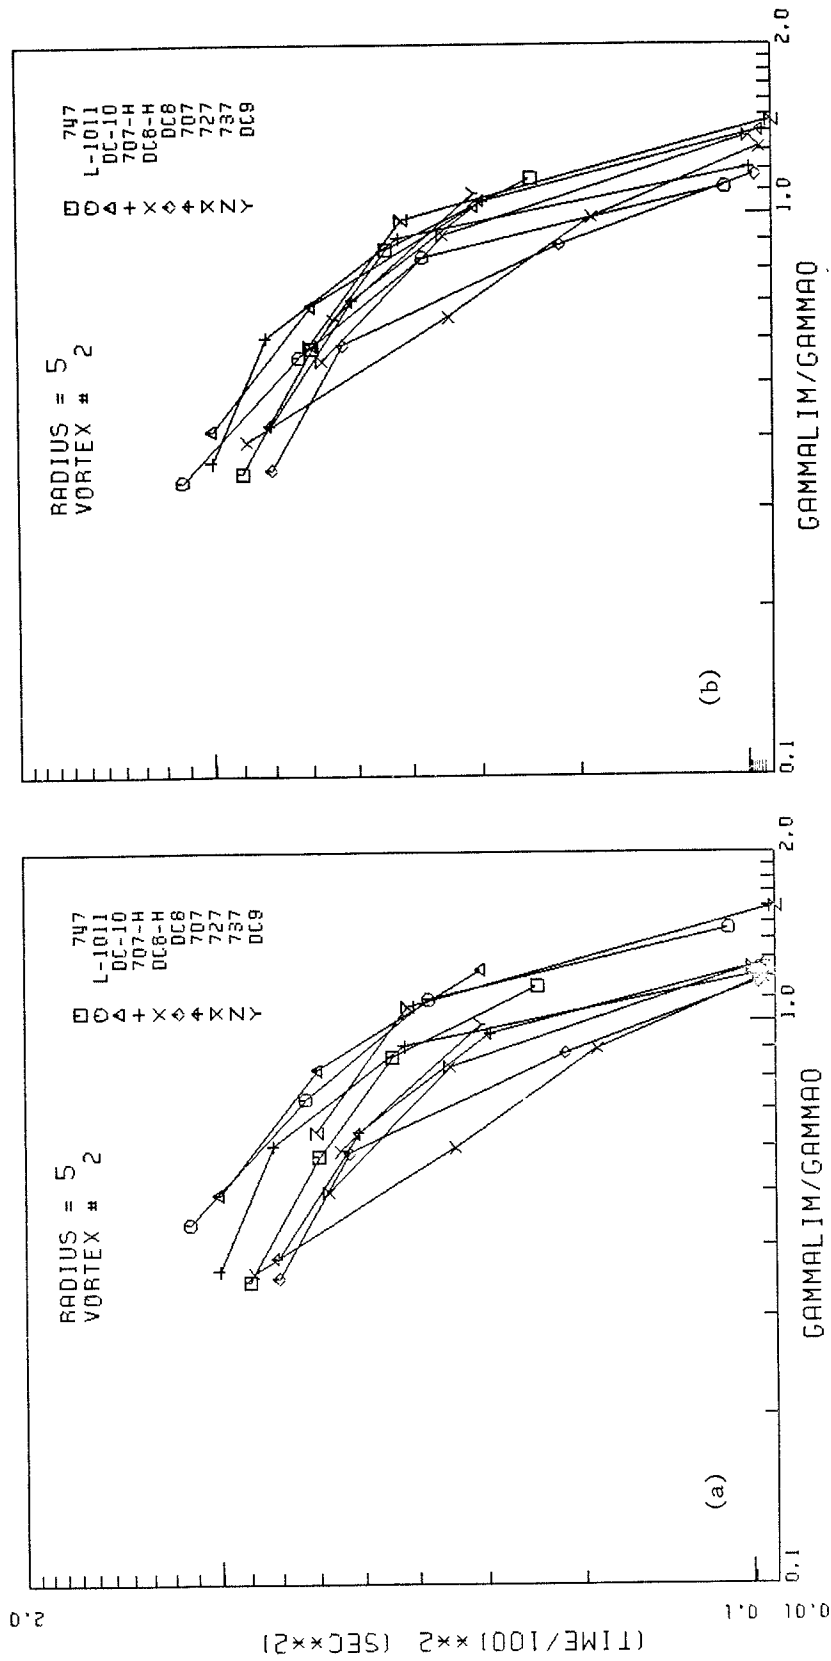 RADIUS = 5
VORTEX # 2
747
L-1011
DC-10
707-H
DC8-H
DC8
707
727
737
DC9
(a)
2.0
0.1
0.01
(TIME/100)**2 (SEC**2)
0.1
1.0
2.0
GAMMALIM/GAMMA0
RADIUS = 5
VORTEX # 2
747
L-1011
DC-10
707-H
DC8-H
DC8
707
727
737
DC9
(b)
0.1
1.0
2.0
GAMMALIM/GAMMA0